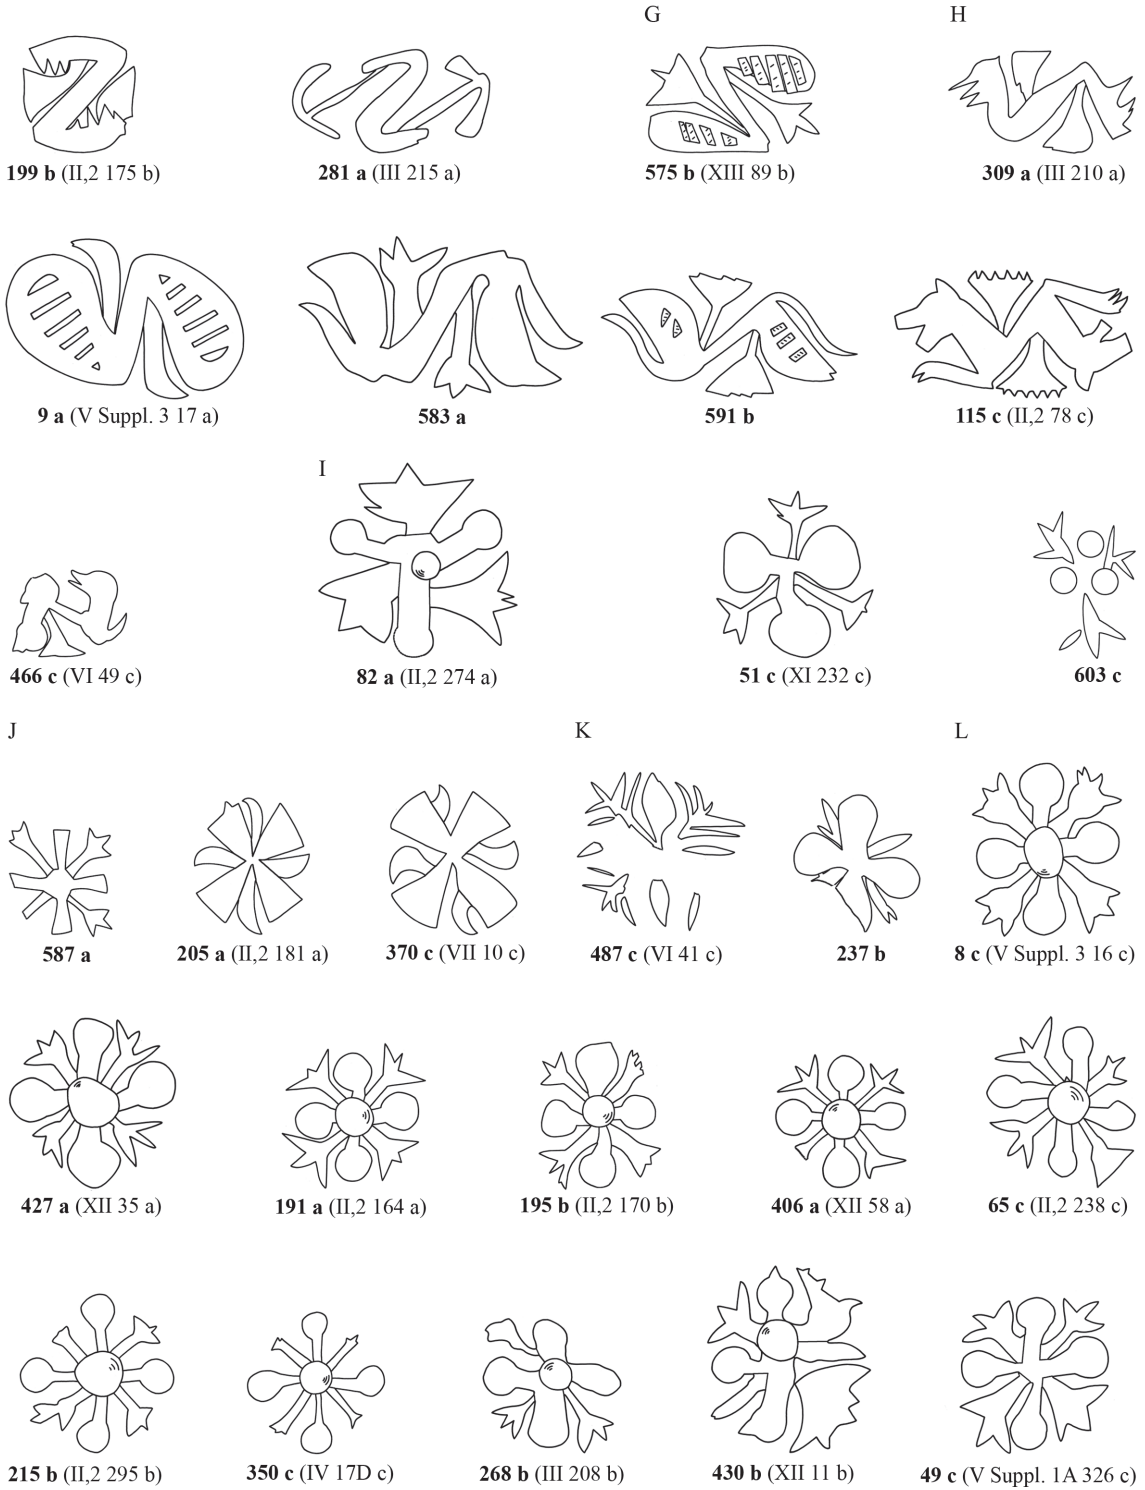 G H
199 b (II,2 175 b) 281 a (III 215 a) 575 b (XIII 89 b) 309 a (III 210 a)
9 a (V Suppl. 3 17 a) 583 a 591 b 115 c (II,2 78 c)
I
466 c (VI 49 c) 82 a (II,2 274 a) 51 c (XI 232 c) 603 c
J K L
587 a 205 a (II,2 181 a) 370 c (VII 10 c) 487 c (VI 41 c) 237 b 8 c (V Suppl. 3 16 c)
427 a (XII 35 a) 191 a (II,2 164 a) 195 b (II,2 170 b) 406 a (XII 58 a) 65 c (II,2 238 c)
215 b (II,2 295 b) 350 c (IV 17D c) 268 b (III 208 b) 430 b (XII 11 b) 49 c (V Suppl. 1A 326 c)